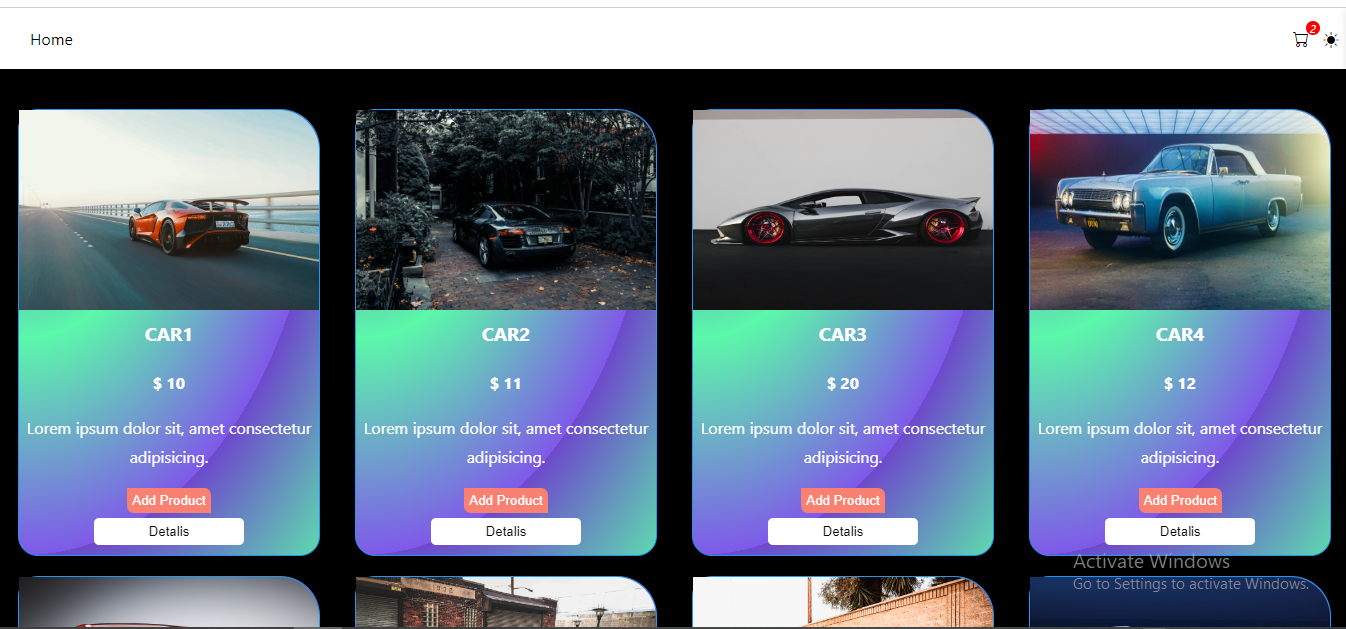 Home
2
CAR1
$ 10
Lorem ipsum dolor sit, amet consectetur
adipisicing.
Add Product
Detalis
CAR2
$ 11
Lorem ipsum dolor sit, amet consectetur
adipisicing.
Add Product
Detalis
CAR3
$ 20
Lorem ipsum dolor sit, amet consectetur
adipisicing.
Add Product
Detalis
CAR4
$ 12
Lorem ipsum dolor sit, amet consectetur
adipisicing.
Add Product
Detalis
Activate Windows
Go to Settings to activate Windows.